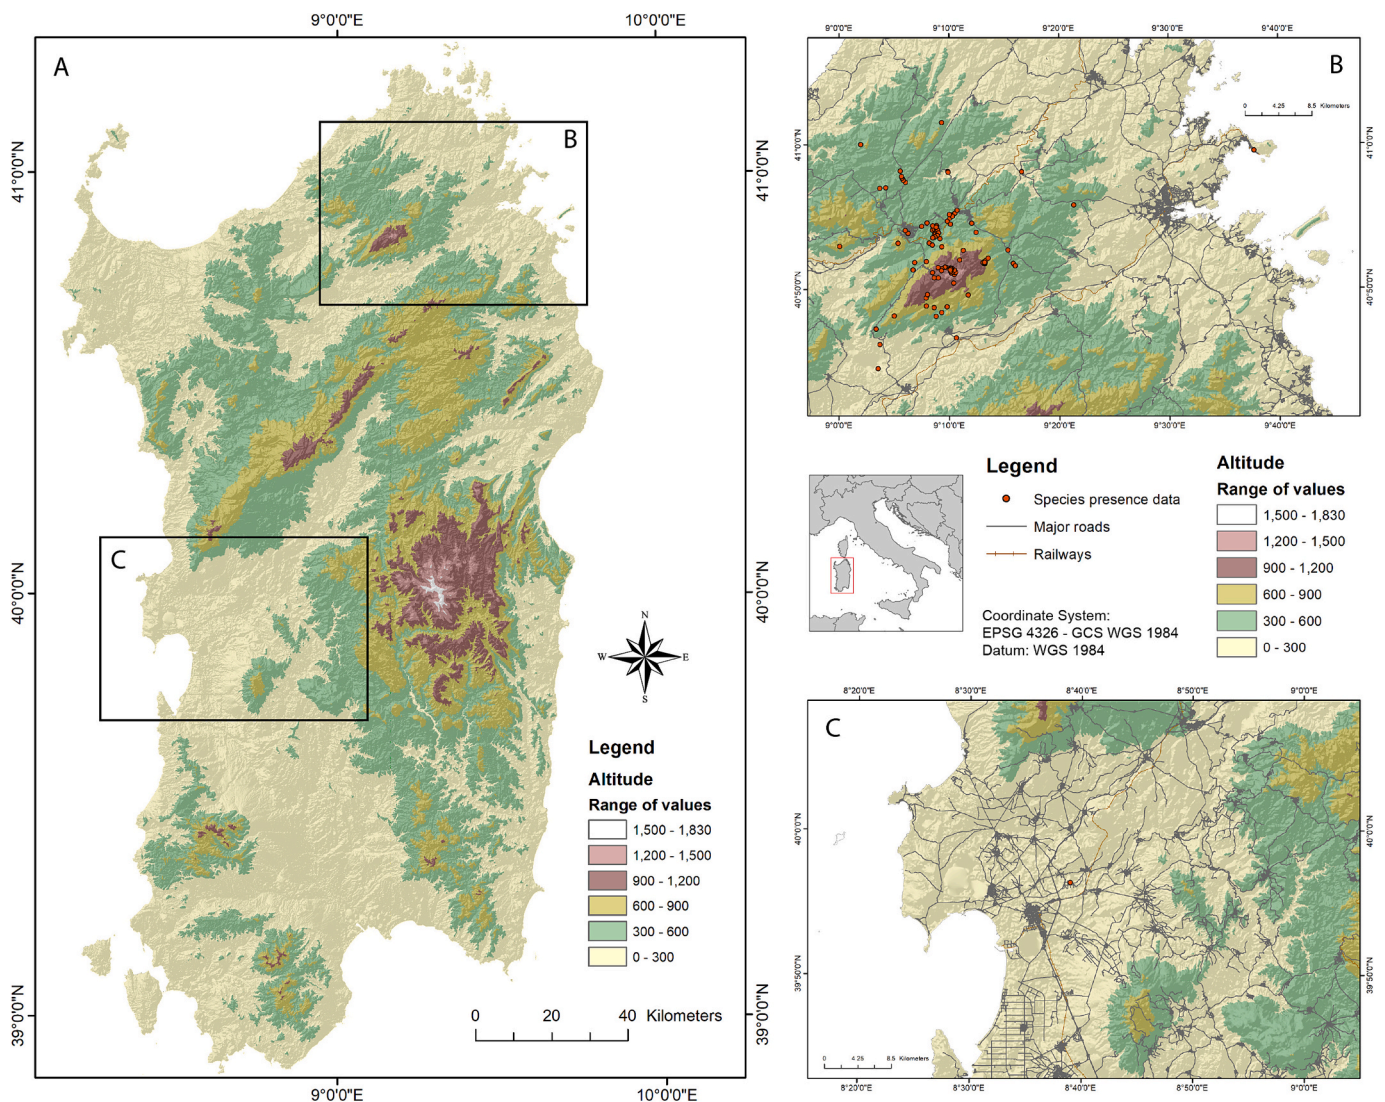 9°0'0"E
10°0'0"E
A
B
C
41°0'0"N
40°0'0"N
39°0'0"N
41°0'0"N
40°0'0"N
39°0'0"N
N
W
E
S
Legend
Altitude
Range of values
1,500 - 1,830
1,200 - 1,500
900 - 1,200
600 - 900
300 - 600
0 - 300
0 20 40 Kilometers
9°0'0"E
10°0'0"E
9°0'0"E
9°10'0"E
9°20'0"E
9°30'0"E
9°40'0"E
B
0 4.25 8.5 Kilometers
41°0'0"N
40°50'0"N
41°0'0"N
40°50'0"N
9°0'0"E
9°10'0"E
9°20'0"E
9°30'0"E
9°40'0"E
Legend
Species presence data
Major roads
Railways
Coordinate System:
EPSG 4326 - GCS WGS 1984
Datum: WGS 1984
Altitude
Range of values
1,500 - 1,830
1,200 - 1,500
900 - 1,200
600 - 900
300 - 600
0 - 300
8°20'0"E
8°30'0"E
8°40'0"E
8°50'0"E
9°0'0"E
C
40°0'0"N
39°50'0"N
40°0'0"N
39°50'0"N
0 4.25 8.5 Kilometers
8°20'0"E
8°30'0"E
8°40'0"E
8°50'0"E
9°0'0"E